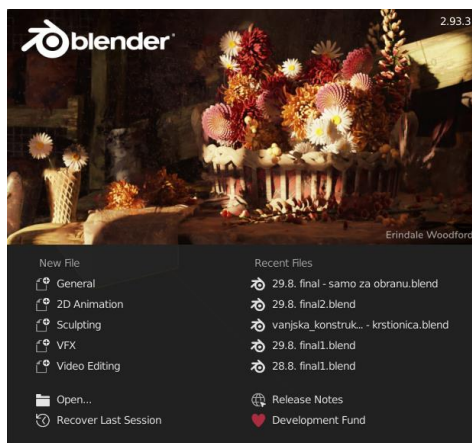 2.93.3
blender
Erindale Woodford
New File
General
2D Animation
Sculpting
VFX
Video Editing
Open...
Recover Last Session
Recent Files
29.8. final - samo za obranu.blend
29.8. final2.blend
vanjska_konstruk... - krstionica.blend
29.8. final1.blend
28.8. final1.blend
Release Notes
Development Fund